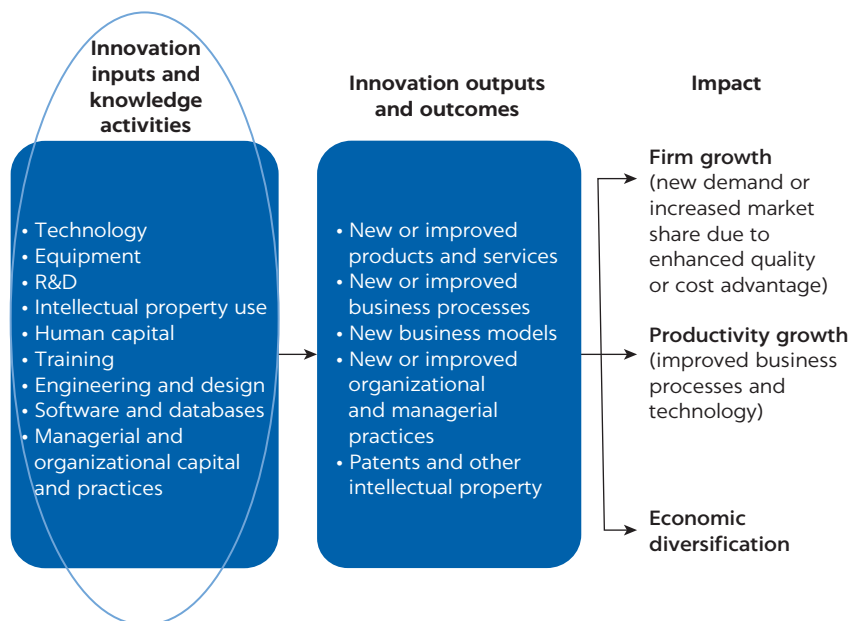 Innovation
inputs and
knowledge
activities
• Technology
• Equipment
• R&D
• Intellectual property use
• Human capital
• Training
• Engineering and design
• Software and databases
• Managerial and
organizational capital
and practices
Innovation outputs
and outcomes
• New or improved
products and services
• New or improved
business processes
• New business models
• New or improved
organizational
and managerial
practices
• Patents and other
intellectual property
Impact
Firm growth
(new demand or
increased market
share due to
enhanced quality
or cost advantage)
Productivity growth
(improved business
processes and
technology)
Economic
diversification